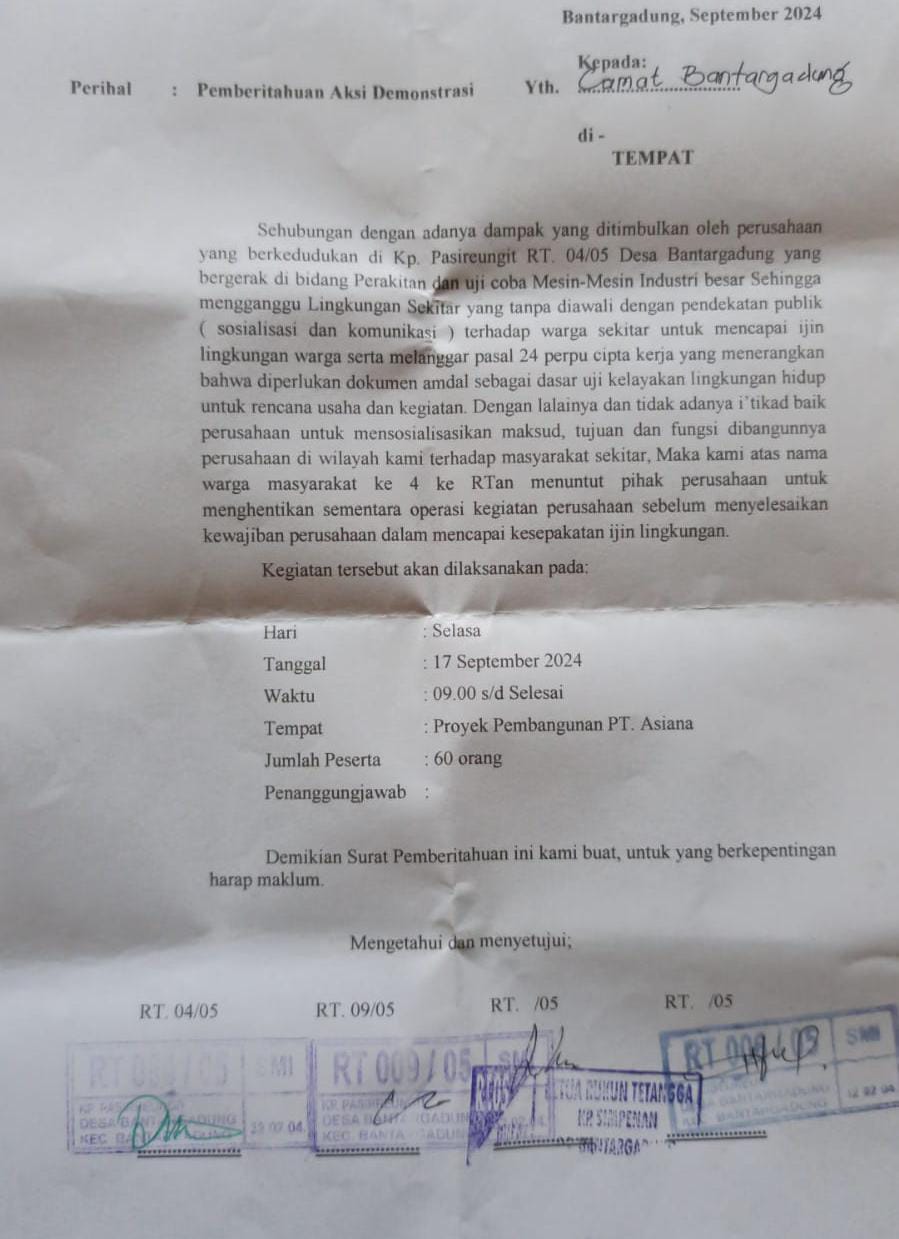 Bantargadung, September 2024
Kepada:
Perihal : Pemberitahuan Aksi Demonstrasi Yth. Camat Bantargadung
di -
TEMPAT
Sehubungan dengan adanya dampak yang ditimbulkan oleh perusahaan
yang berkedudukan di Kp. Pasireungit RT. 04/05 Desa Bantargadung yang
bergerak di bidang Perakitan dan uji coba Mesin-Mesin Industri besar Sehingga
mengganggu Lingkungan Sekitar yang tanpa diawali dengan pendekatan publik
( sosialisasi dan komunikasi ) terhadap warga sekitar untuk mencapai ijin
lingkungan warga serta melanggar pasal 24 perpu cipta kerja yang menerangkan
bahwa diperlukan dokumen amdal sebagai dasar uji kelayakan lingkungan hidup
untuk rencana usaha dan kegiatan. Dengan lalainya dan tidak adanya i'tikad baik
perusahaan untuk mensosialisasikan maksud, tujuan dan fungsi dibangunnya
perusahaan di wilayah kami terhadap masyarakat sekitar, Maka kami atas nama
warga masyarakat ke 4 ke RTan menuntut pihak perusahaan untuk
menghentikan sementara operasi kegiatan perusahaan sebelum menyelesaikan
kewajiban perusahaan dalam mencapai kesepakatan ijin lingkungan.
Kegiatan tersebut akan dilaksanakan pada:
Hari : Selasa
Tanggal : 17 September 2024
Waktu : 09.00 s/d Selesai
Tempat : Proyek Pembangunan PT. Asiana
Jumlah Peserta : 60 orang
Penanggungjawab :
Demikian Surat Pemberitahuan ini kami buat, untuk yang berkepentingan
harap maklum.
Mengetahui dan menyetujui;
RT. 04/05 RT. 09/05 RT. /05 RT. /05
SMI RT 009/05 SMI
DESA
KEC
RUKUN TETANGGA
KP SIMPENAN